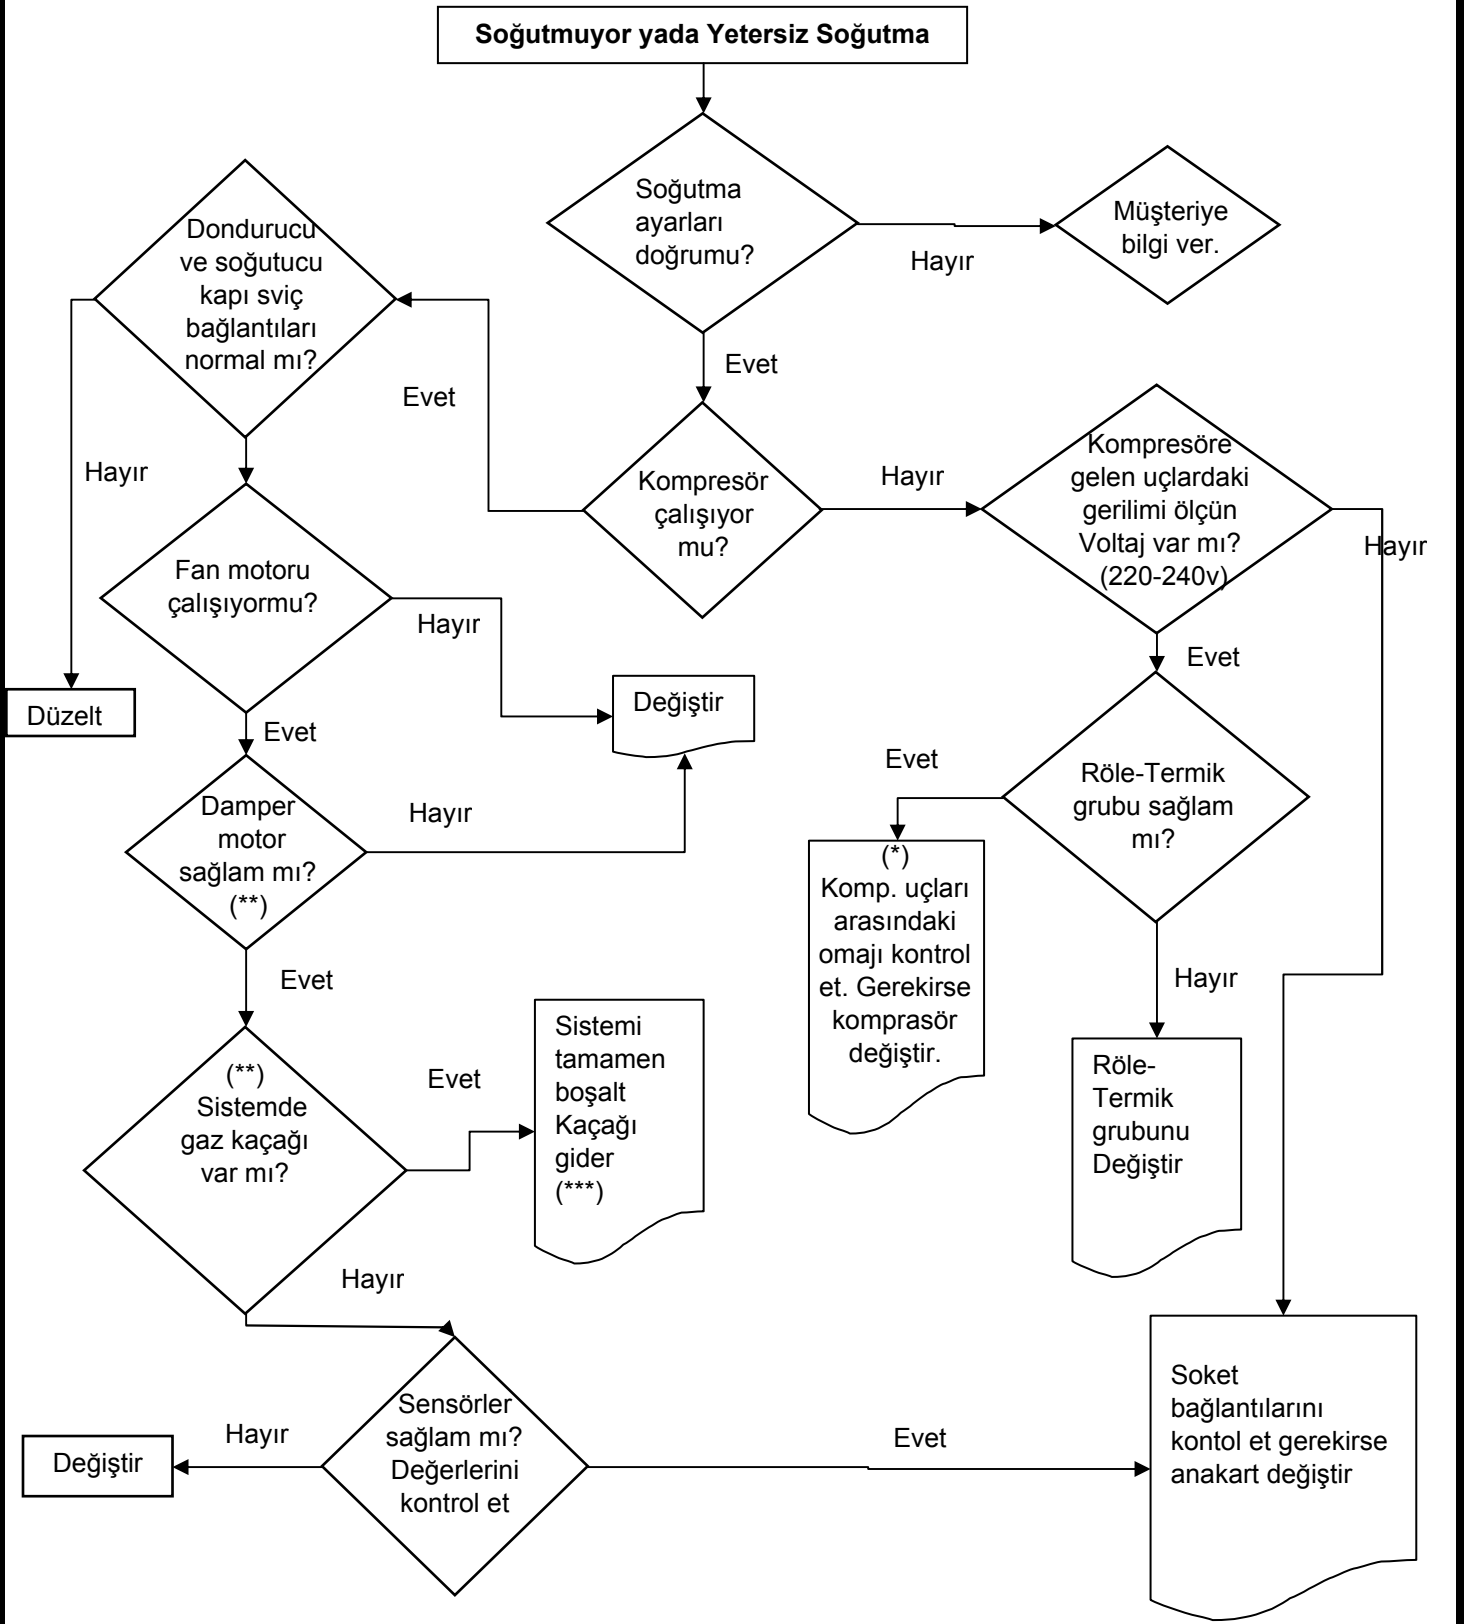 Soğutmuyor yada Yetersiz Soğutma
Soğutma
ayarları
doğrumu?
Hayır
Müşteriye
bilgi ver.
Evet
Dondurucu
ve soğutucu
kapı sviç
bağlantıları
normal mı?
Evet
Hayır
Kompresör
çalışıyor
mu?
Hayır
Kompresöre
gelen uçlardaki
gerilimi ölçün
Voltaj var mı?
(220-240v)
Hayır
Evet
Fan motoru
çalışıyormu?
Hayır
Düzelt
Evet
Değiştir
Damper
motor
sağlam mı?
(**)
Hayır
Evet
Röle-Termik
grubu sağlam
mı?
Evet
(*)
Komp. uçları
arasındaki
omajı kontrol
et. Gerekirse
komprasör
değiştir.
Hayır
Röle-
Termik
grubunu
Değiştir
(**)
Sistemde
gaz kaçağı
var mı?
Evet
Sistemi
tamamen
boşalt
Kaçağı
gider
(***)
Hayır
Sensörler
sağlam mı?
Değerlerini
kontrol et
Hayır
Değiştir
Evet
Soket
bağlantılarını
kontol et gerekirse
anakart değiştir